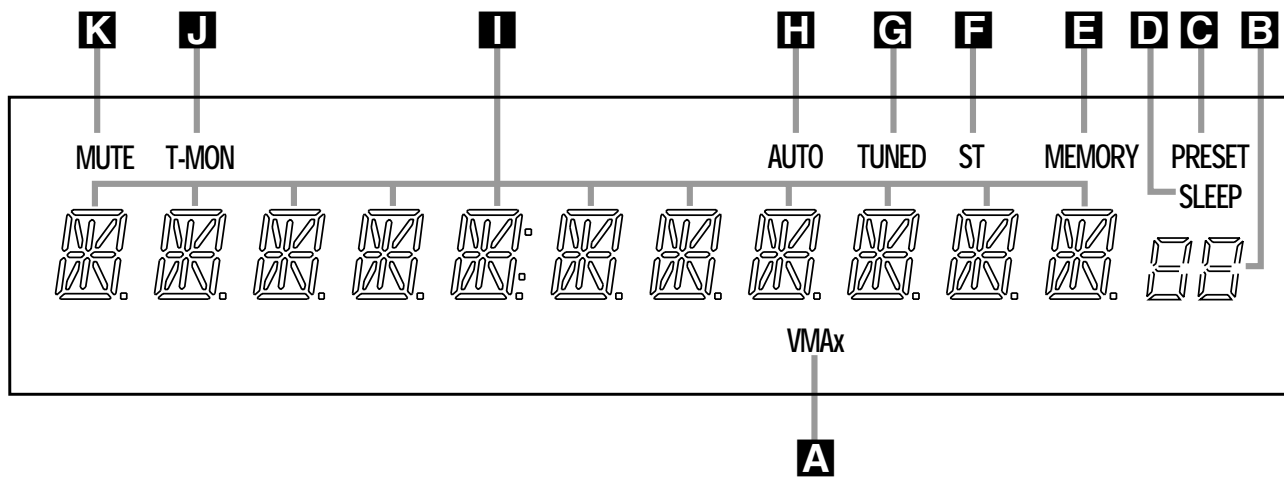 K J I H G F E D C B
MUTE T-MON AUTO TUNED ST MEMORY PRESET
SLEEP
VMAx
A